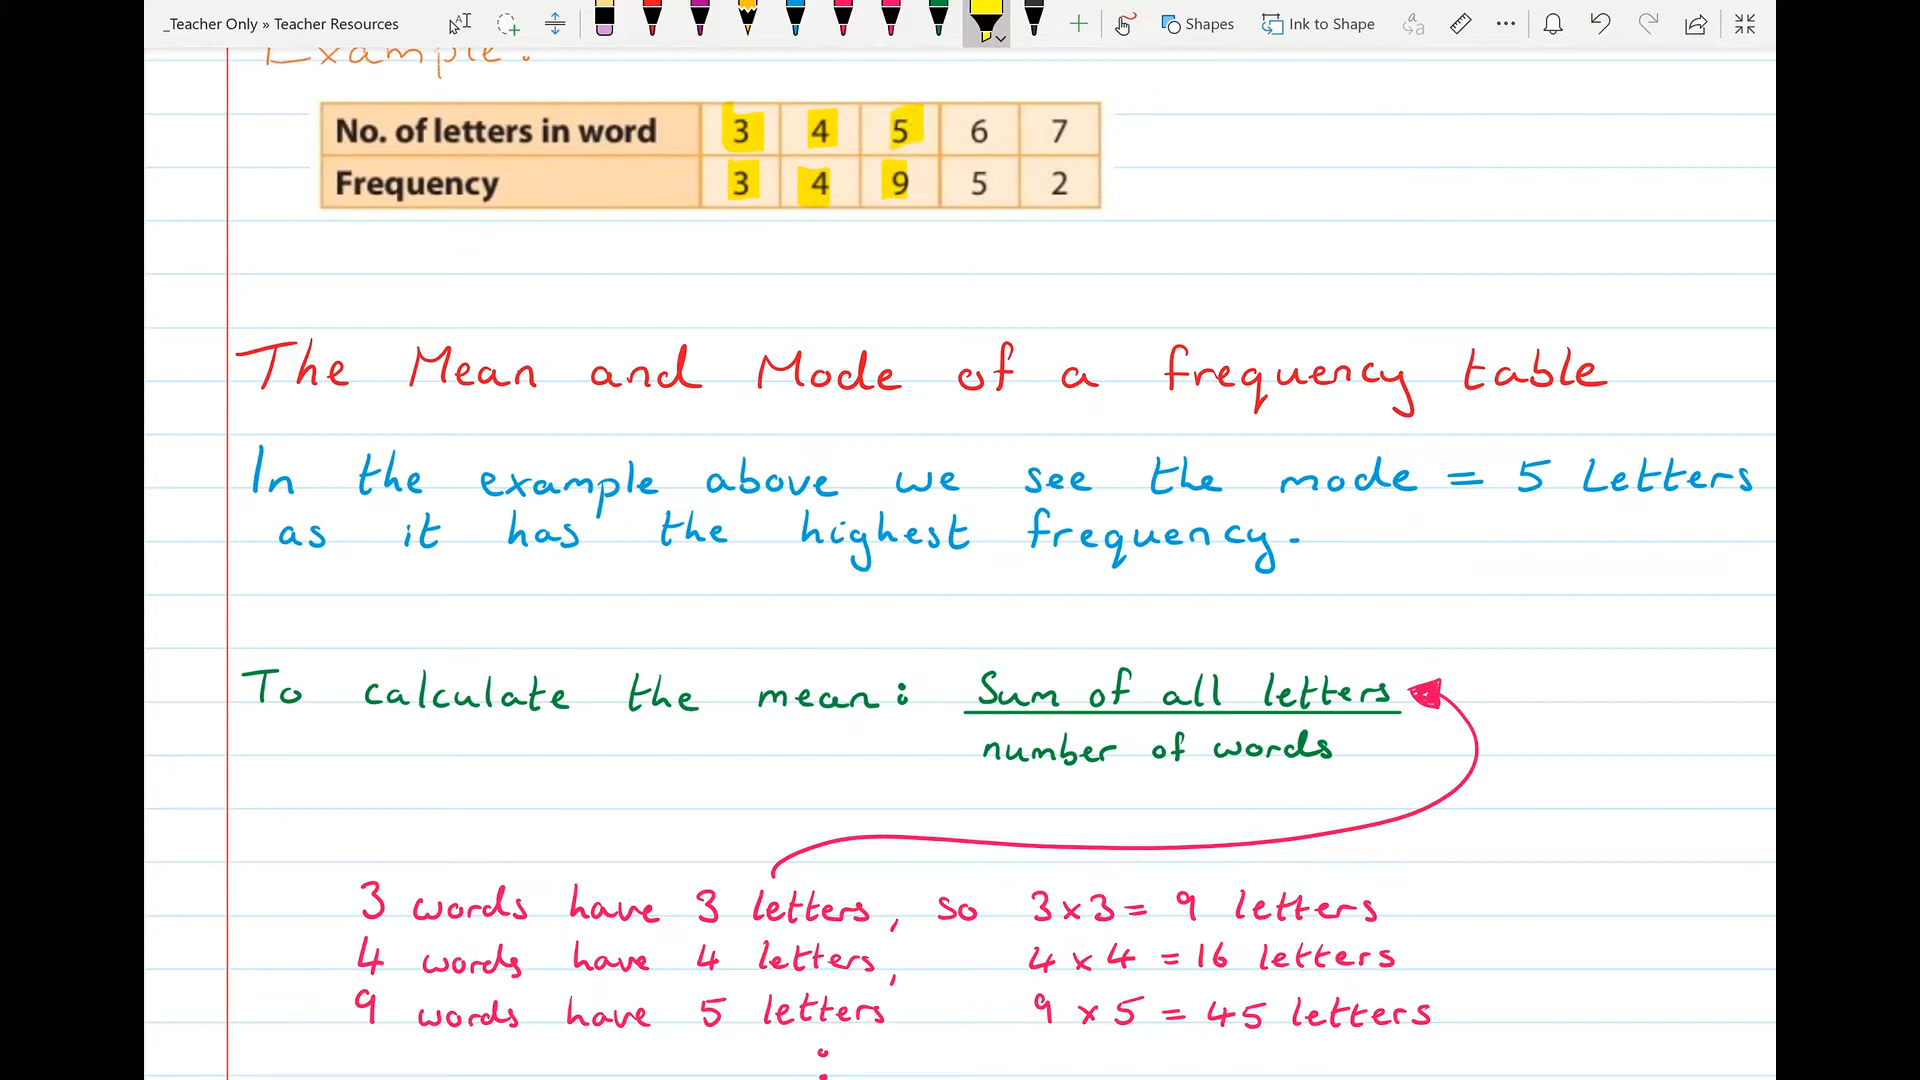 _Teacher Only » Teacher Resources
Shapes
Ink to Shape
Example:
No. of letters in word 3 4 5 6 7
Frequency 3 4 9 5 2
The Mean and Mode of a frequency table
In the example above we see the mode = 5 Letters
as it has the highest frequency.
To calculate the mean: Sum of all letters
number of words
3 words have 3 letters, so 3x3= 9 letters
4 words have 4 letters, 4 x 4 = 16 letters
9 words have 5 letters 9 x 5 = 45 letters